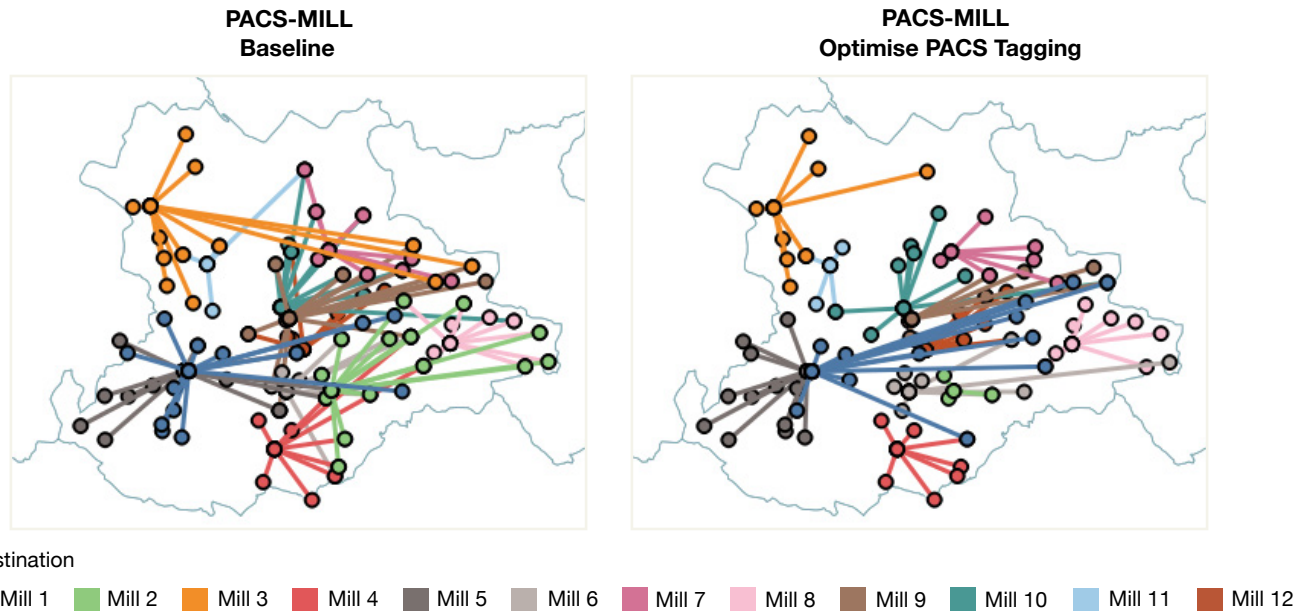 PACS-MILL
Baseline
PACS-MILL
Optimise PACS Tagging
stination
Mill 1 Mill 2 Mill 3 Mill 4 Mill 5 Mill 6 Mill 7 Mill 8 Mill 9 Mill 10 Mill 11 Mill 12